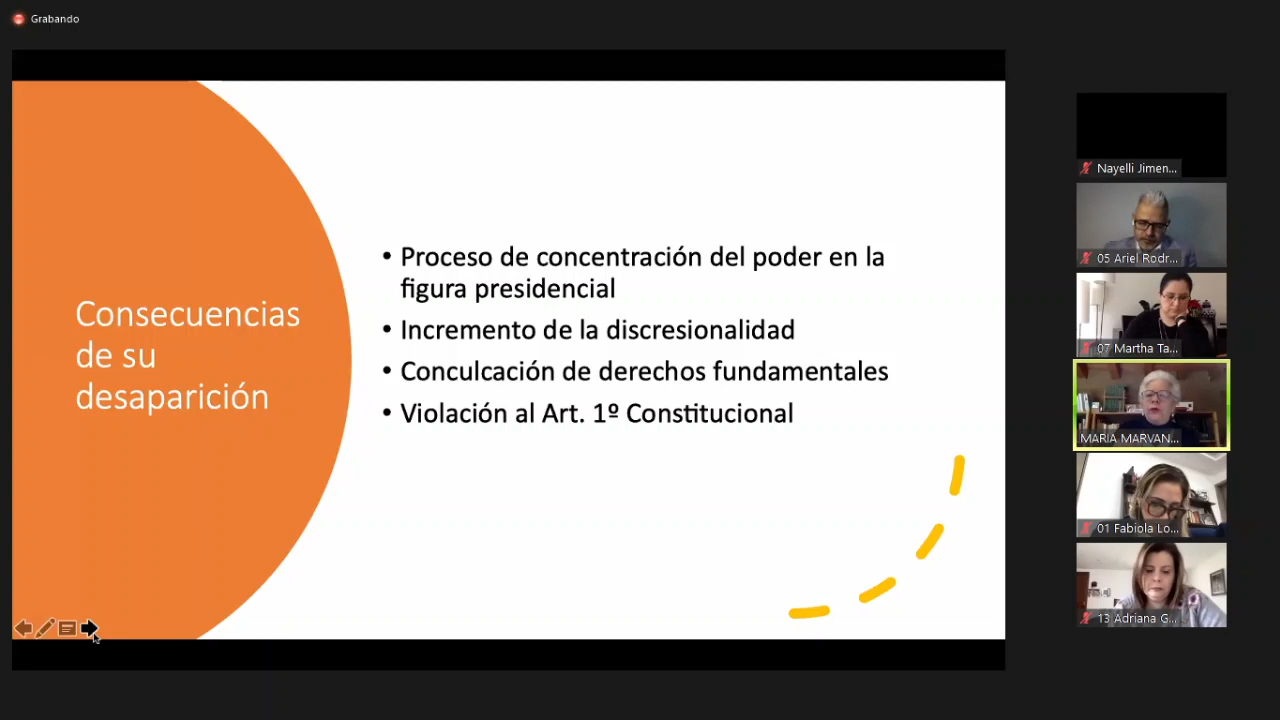 Grabando
Consecuencias
de su
desaparición
• Proceso de concentración del poder en la
figura presidencial
• Incremento de la discresionalidad
• Conculcación de derechos fundamentales
• Violación al Art. 1º Constitucional
Nayelli Jimen...
05 Ariel Rodr...
07 Martha Ta...
MARIA MARVAN...
01 Fabiola Lo...
13 Adriana G...